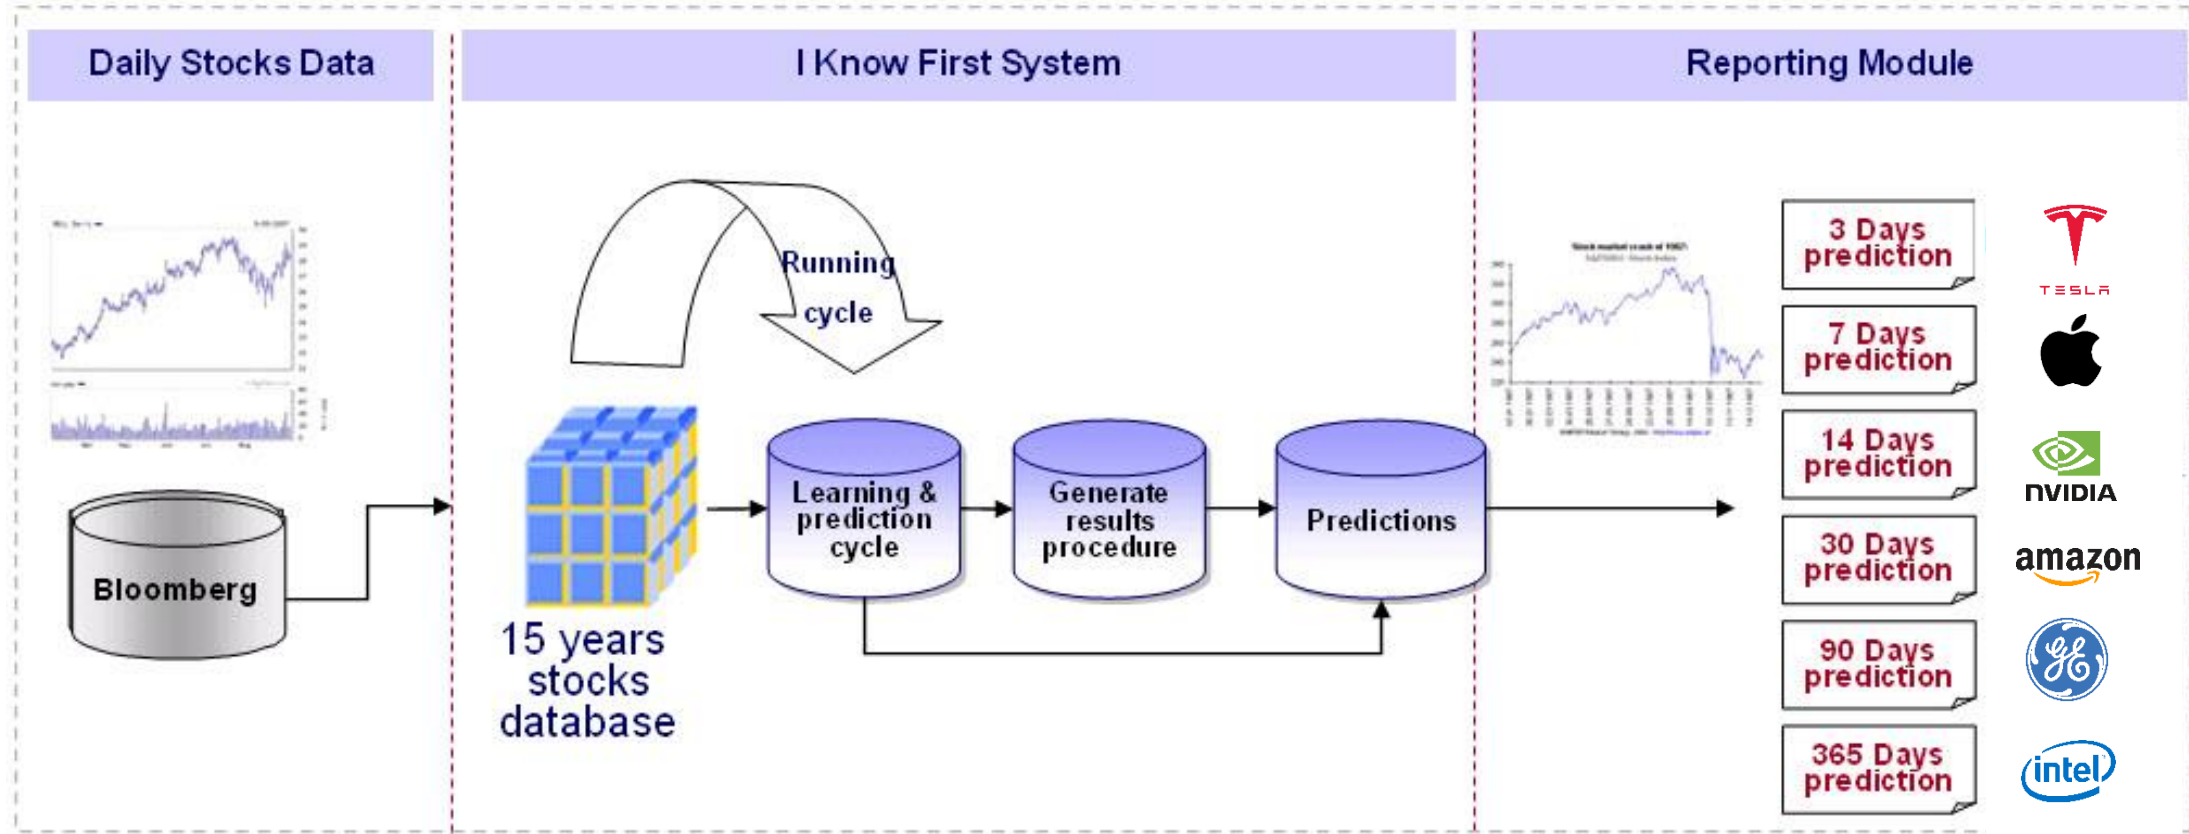 Daily Stocks Data
I Know First System
Reporting Module
Running
cycle
Bloomberg
15 years
stocks
database
Learning &
prediction
cycle
Generate
results
procedure
Predictions
3 Days
prediction
7 Days
prediction
14 Days
prediction
30 Days
prediction
90 Days
prediction
365 Days
prediction
TESLA
NVIDIA
amazon
GE
intel